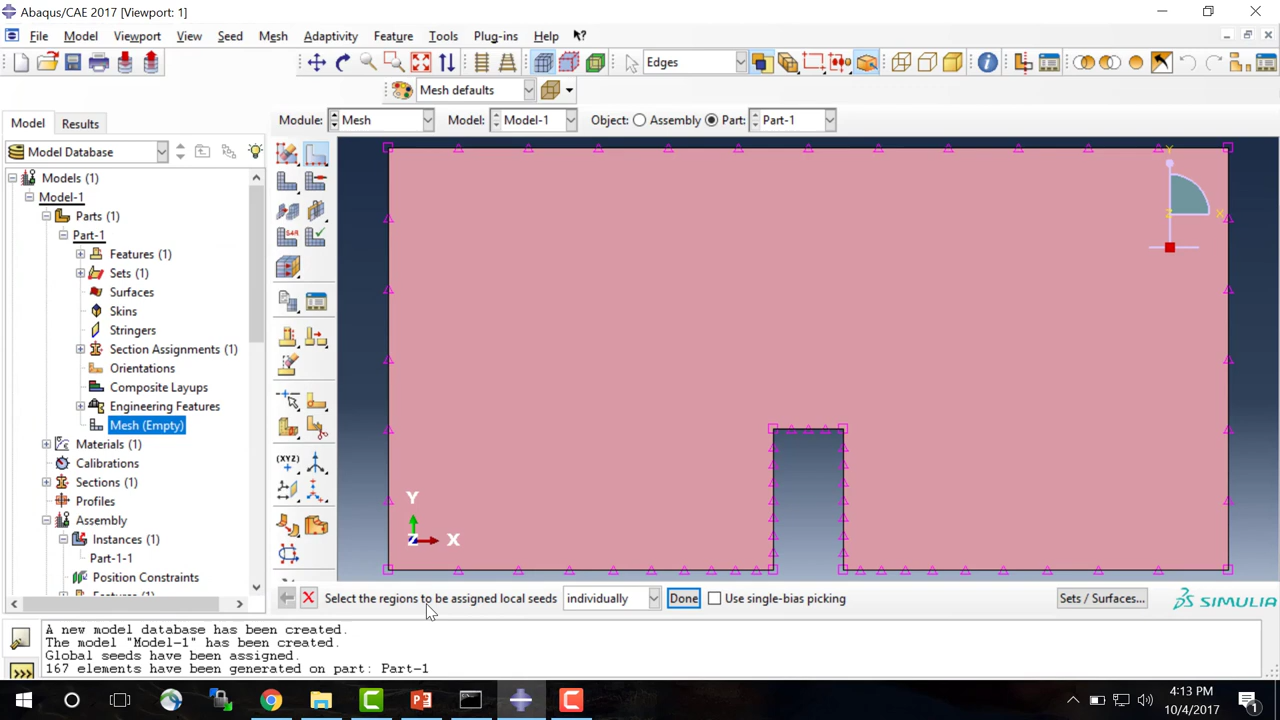 Abaqus/CAE 2017 [Viewport: 1]
File Model Viewport View Seed Mesh Adaptivity Feature Tools Plug-ins Help
Edges
Mesh defaults
Module: Mesh Model: Model-1 Object: Assembly Part: Part-1
Model Results
Model Database
Models (1)
Model-1
Parts (1)
Part-1
Features (1)
Sets (1)
Surfaces
Skins
Stringers
Section Assignments (1)
Orientations
Composite Layups
Engineering Features
Mesh (Empty)
Materials (1)
Calibrations
Sections (1)
Profiles
Assembly
Instances (1)
Part-1-1
Position Constraints
Features (1)
(XYZ)
Y
X
Z
Y
X
Z
Select the regions to be assigned local seeds individually Done Use single-bias picking Sets / Surfaces...
SIMULIA
A new model database has been created.
The model "Model-1" has been created.
Global seeds have been assigned.
167 elements have been generated on part: Part-1
>>>
4:13 PM
10/4/2017
1